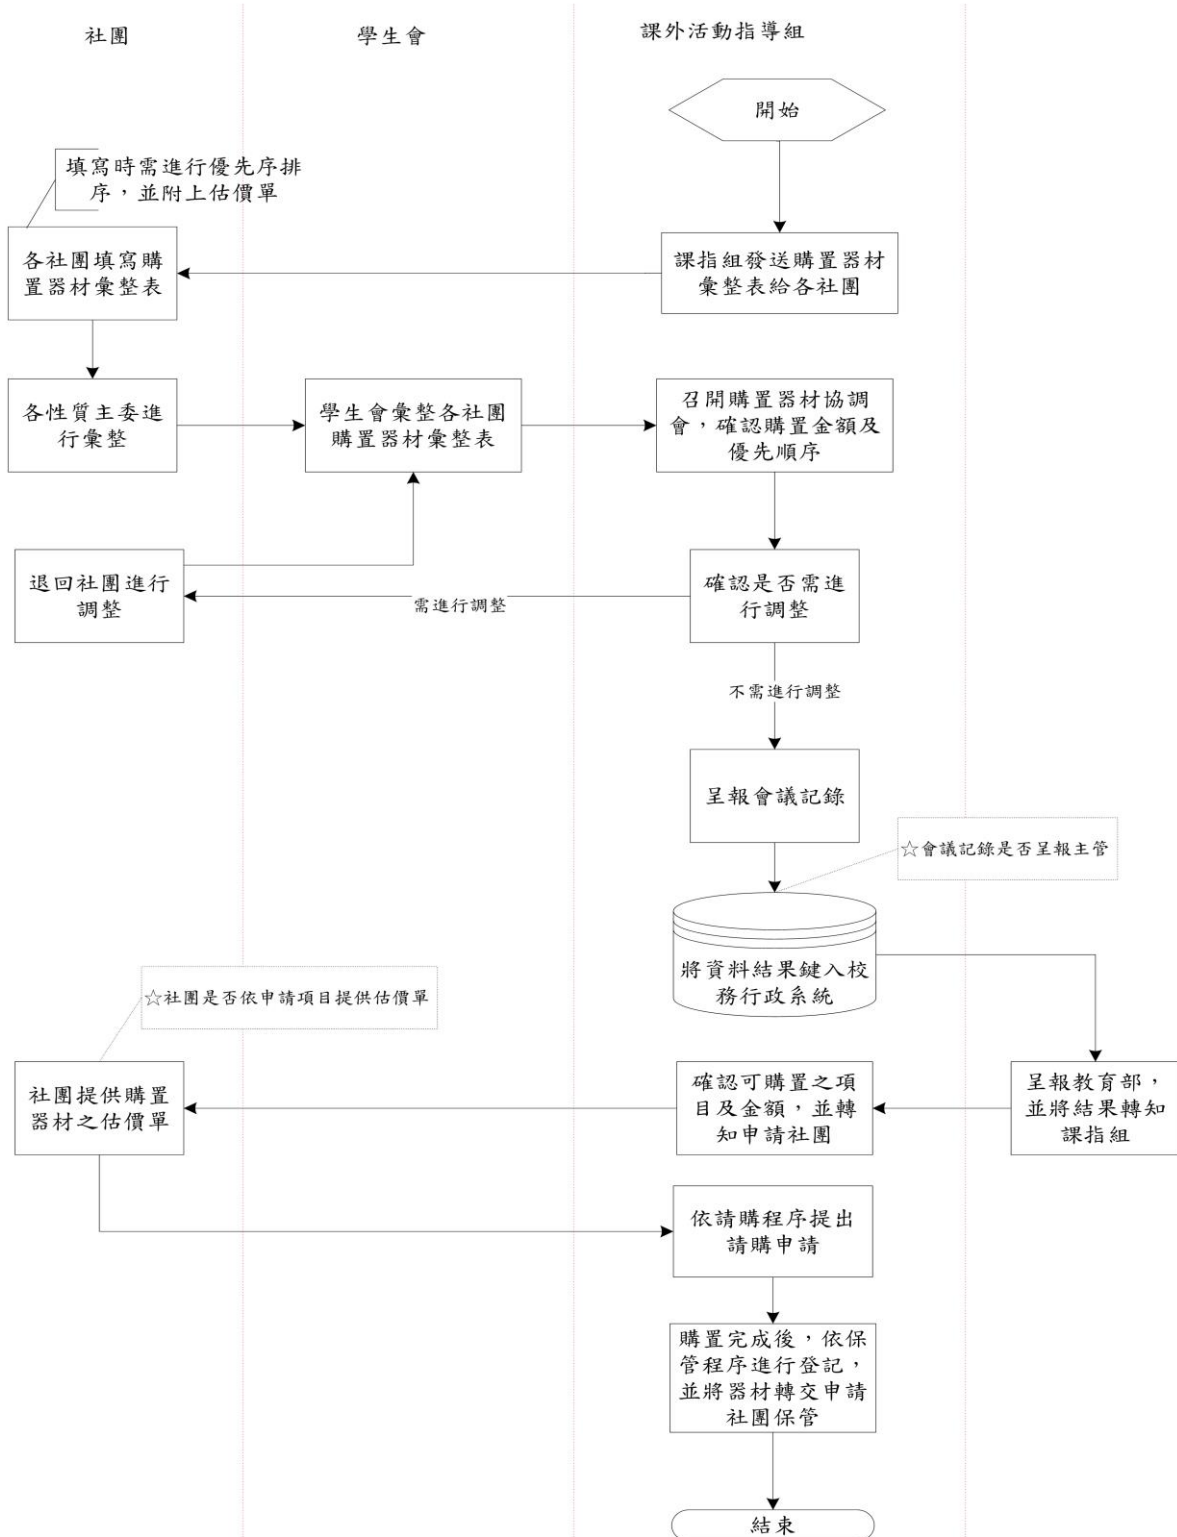 社團
學生會
課外活動指導組
開始
填寫時需進行優先序排
序，並附上估價單
各社團填寫購
置器材彙整表
課指組發送購置器材
彙整表給各社團
各性質主委進
行彙整
學生會彙整各社團
購置器材彙整表
召開購置器材協調
會，確認購置金額及
優先順序
退回社團進行
調整
需進行調整
確認是否需進
行調整
不需進行調整
呈報會議記錄
☆會議記錄是否呈報主管
將資料結果鍵入校
務行政系統
☆社團是否依申請項目提供估價單
社團提供購置
器材之估價單
確認可購置之項
目及金額，並轉
知申請社團
呈報教育部，
並將結果轉知
課指組
依請購程序提出
請購申請
購置完成後，依保
管程序進行登記，
並將器材轉交申請
社團保管
結束